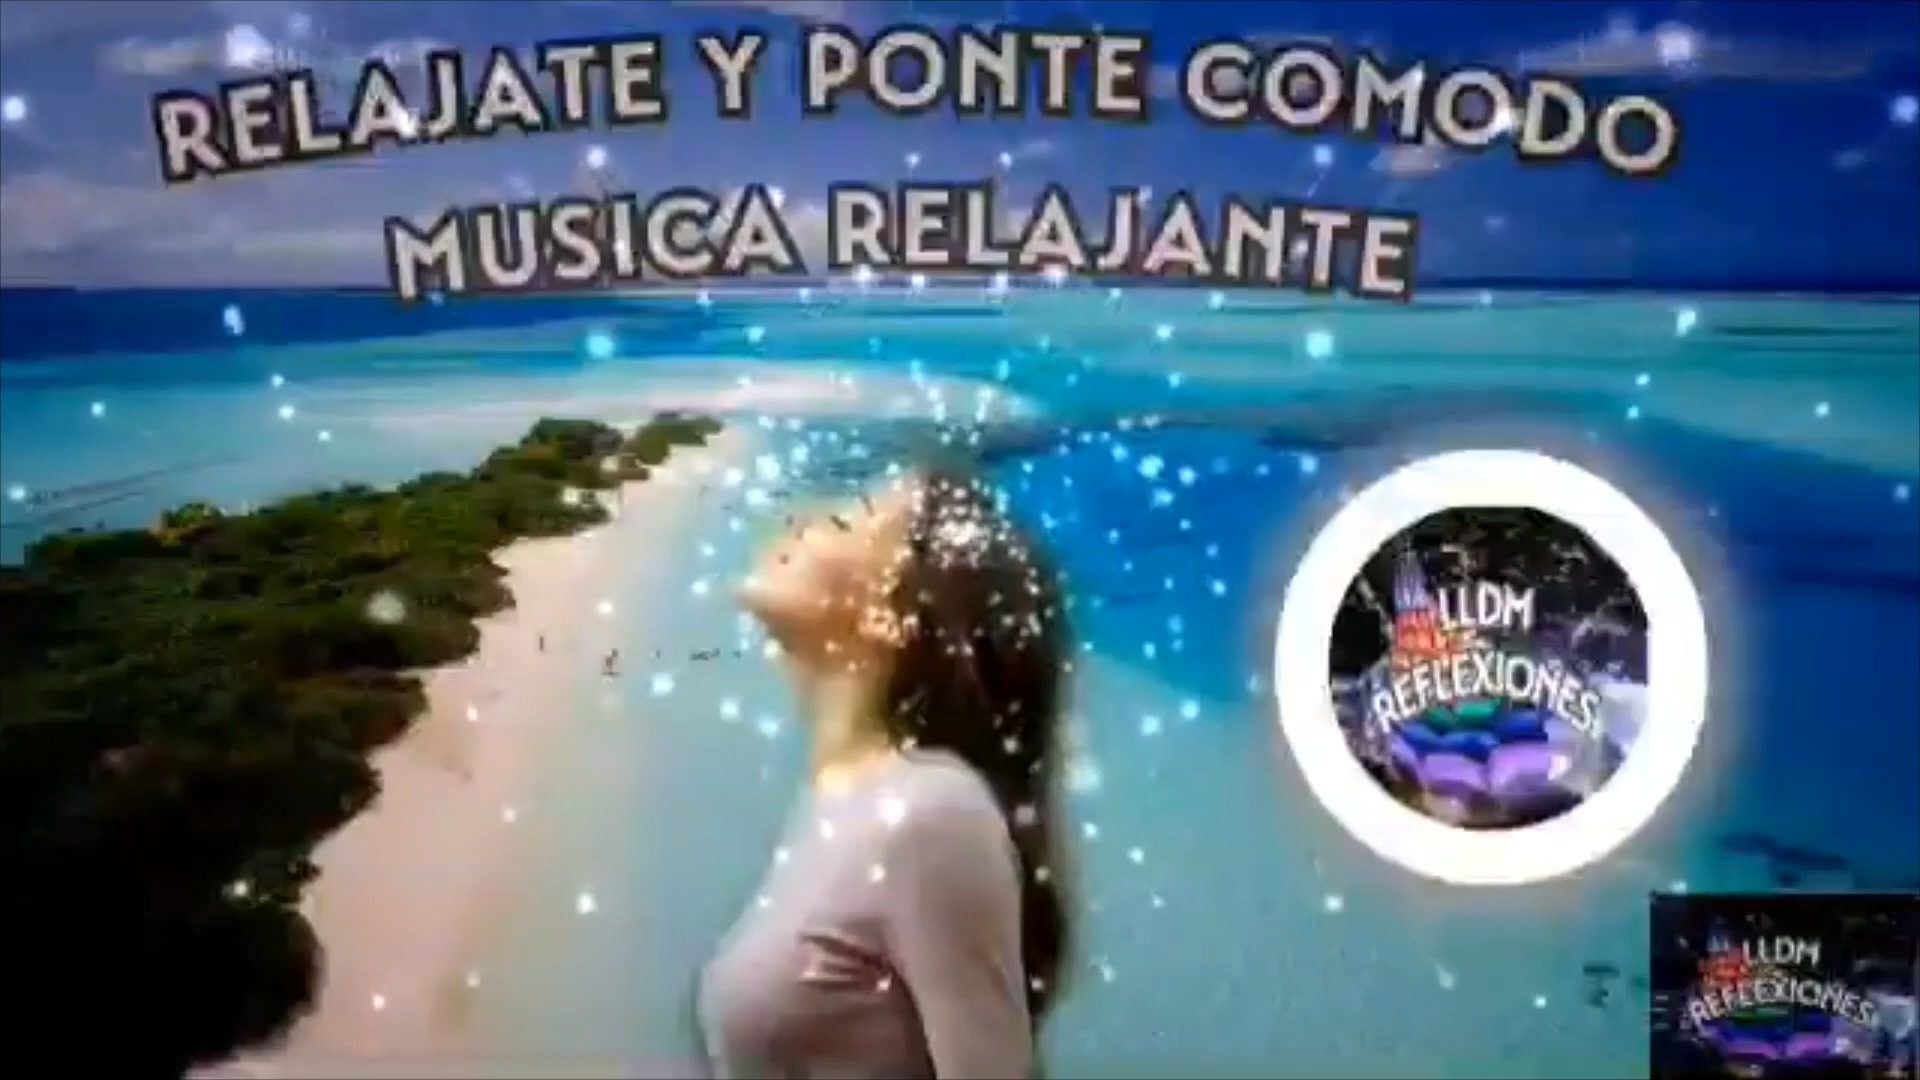 RELAJATE Y PONTE COMODO
MUSICA RELAJANTE
LLDM
REFLEXIONES
LLDM
REFLEXIONES